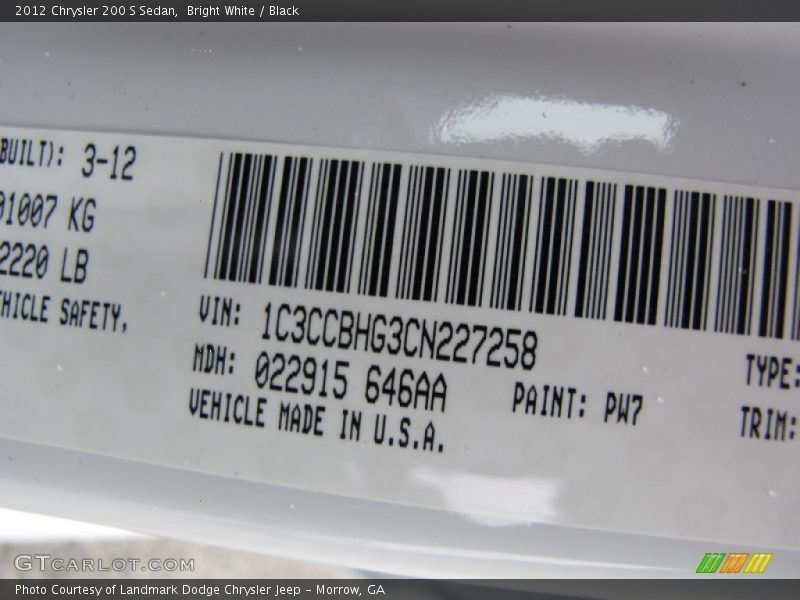 2012 Chrysler 200 S Sedan, Bright White / Black
BUILT): 3-12
01007 KG
2220 LB
VEHICLE SAFETY,
VIN: 1C3CCBHG3CN227258
MDH: 022915 646AA
PAINT: PW7
VEHICLE MADE IN U.S.A.
TYPE:
TRIM:
GTCARLOT.COM
Photo Courtesy of Landmark Dodge Chrysler Jeep - Morrow, GA